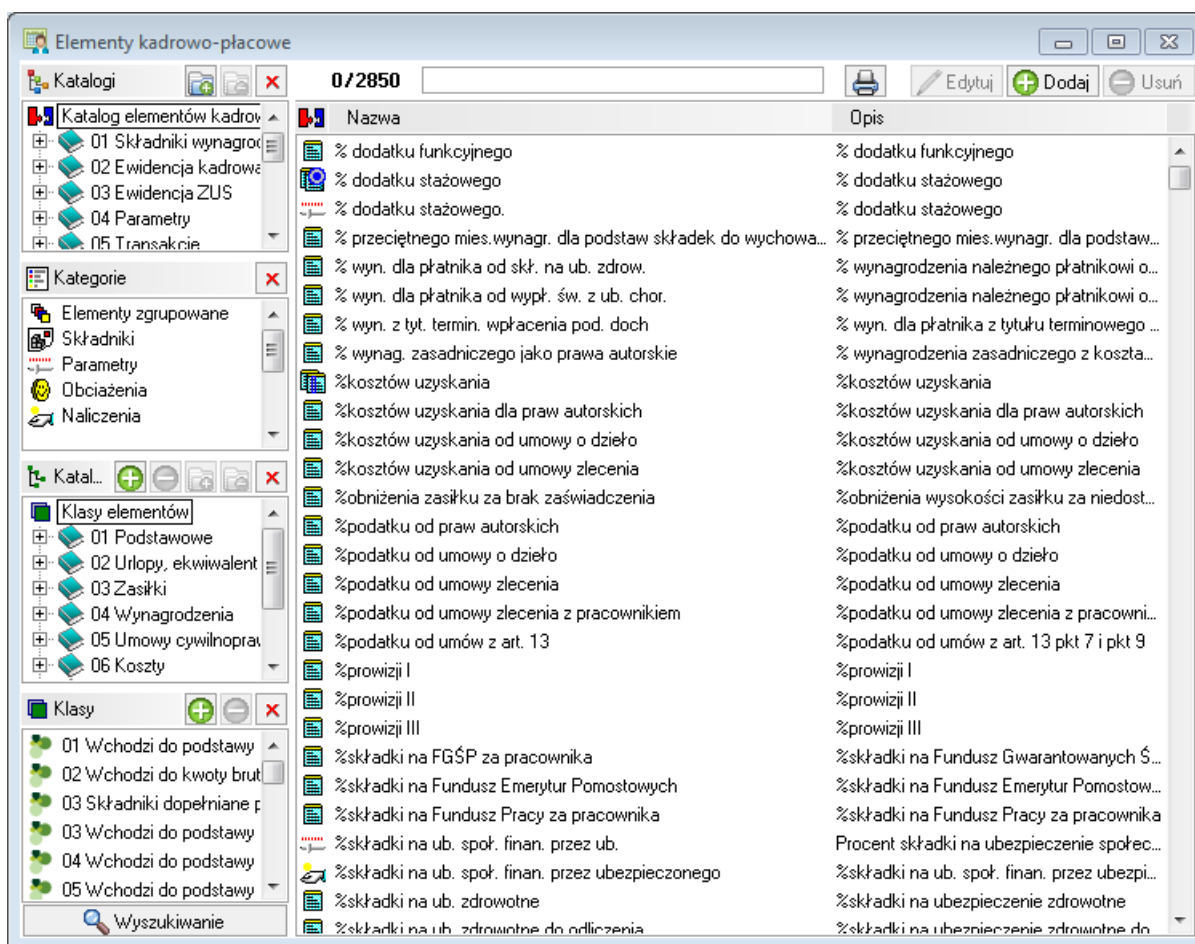 Elementy kadrowo-płacowe
Katalogi
Katalog elementów kadrow
01 Składniki wynagrod
02 Ewidencja kadrowa
03 Ewidencja ZUS
04 Parametry
05 Transakcje
Kategorie
Elementy zgrupowane
Składniki
Parametry
Obciążenia
Naliczenia
Katal...
Klasy elementów
01 Podstawowe
02 Urlopy, ekwiwalent
03 Zasiłki
04 Wynagrodzenia
05 Umowy cywilnopraw
06 Koszty
Klasy
01 Wchodzi do podstawy
02 Wchodzi do kwoty brut
03 Składniki dopełniane p
03 Wchodzi do podstawy
04 Wchodzi do podstawy
05 Wchodzi do podstawy
Wyszukiwanie
0/2850 Edytuj Dodaj Usuń
Nazwa Opis
% dodatku funkcyjnego % dodatku funkcyjnego
% dodatku stażowego % dodatku stażowego
% dodatku stażowego. % dodatku stażowego
% przeciętnego mies.wynagr. dla podstaw składek do wychowa... % przeciętnego mies.wynagr. dla podstaw...
% wyn. dla płatnika od skł. na ub. zdrow. % wynagrodzenia należnego płatnikowi o...
% wyn. dla płatnika od wypł. św. z ub. chor. % wynagrodzenia należnego płatnikowi o...
% wyn. z tyt. termin. wpłacenia pod. doch % wyn. dla płatnika z tytułu terminowego ...
% wynag. zasadniczego jako prawa autorskie % wynagrodzenia zasadniczego z koszta...
%kosztów uzyskania %kosztów uzyskania
%kosztów uzyskania dla praw autorskich %kosztów uzyskania dla praw autorskich
%kosztów uzyskania od umowy o dzieło %kosztów uzyskania od umowy o dzieło
%kosztów uzyskania od umowy zlecenia %kosztów uzyskania od umowy zlecenia
%obniżenia zasiłku za brak zaświadczenia %obniżenia wysokości zasiłku za niedost...
%podatku od praw autorskich %podatku od praw autorskich
%podatku od umowy o dzieło %podatku od umowy o dzieło
%podatku od umowy zlecenia %podatku od umowy zlecenia
%podatku od umowy zlecenia z pracownikiem %podatku od umowy zlecenia z pracowni...
%podatku od umów z art. 13 %podatku od umów z art. 13 pkt 7 i pkt 9
%prowizji I %prowizji I
%prowizji II %prowizji II
%prowizji III %prowizji III
%składki na FGŚP za pracownika %składki na Fundusz Gwarantowanych Ś...
%składki na Fundusz Emerytur Pomostowych %składki na Fundusz Emerytur Pomostow...
%składki na Fundusz Pracy za pracownika %składki na Fundusz Pracy za pracownika
%składki na ub. społ. finan. przez ub. Procent składki na ubezpieczenie społec...
%składki na ub. społ. finan. przez ubezpieczonego %składki na ub. społ. finan. przez ubezpi...
%składki na ub. zdrowotne %składki na ubezpieczenie zdrowotne
%składki na ub. zdrowotne do odliczenia %składki na ubezpieczenie zdrowotne do